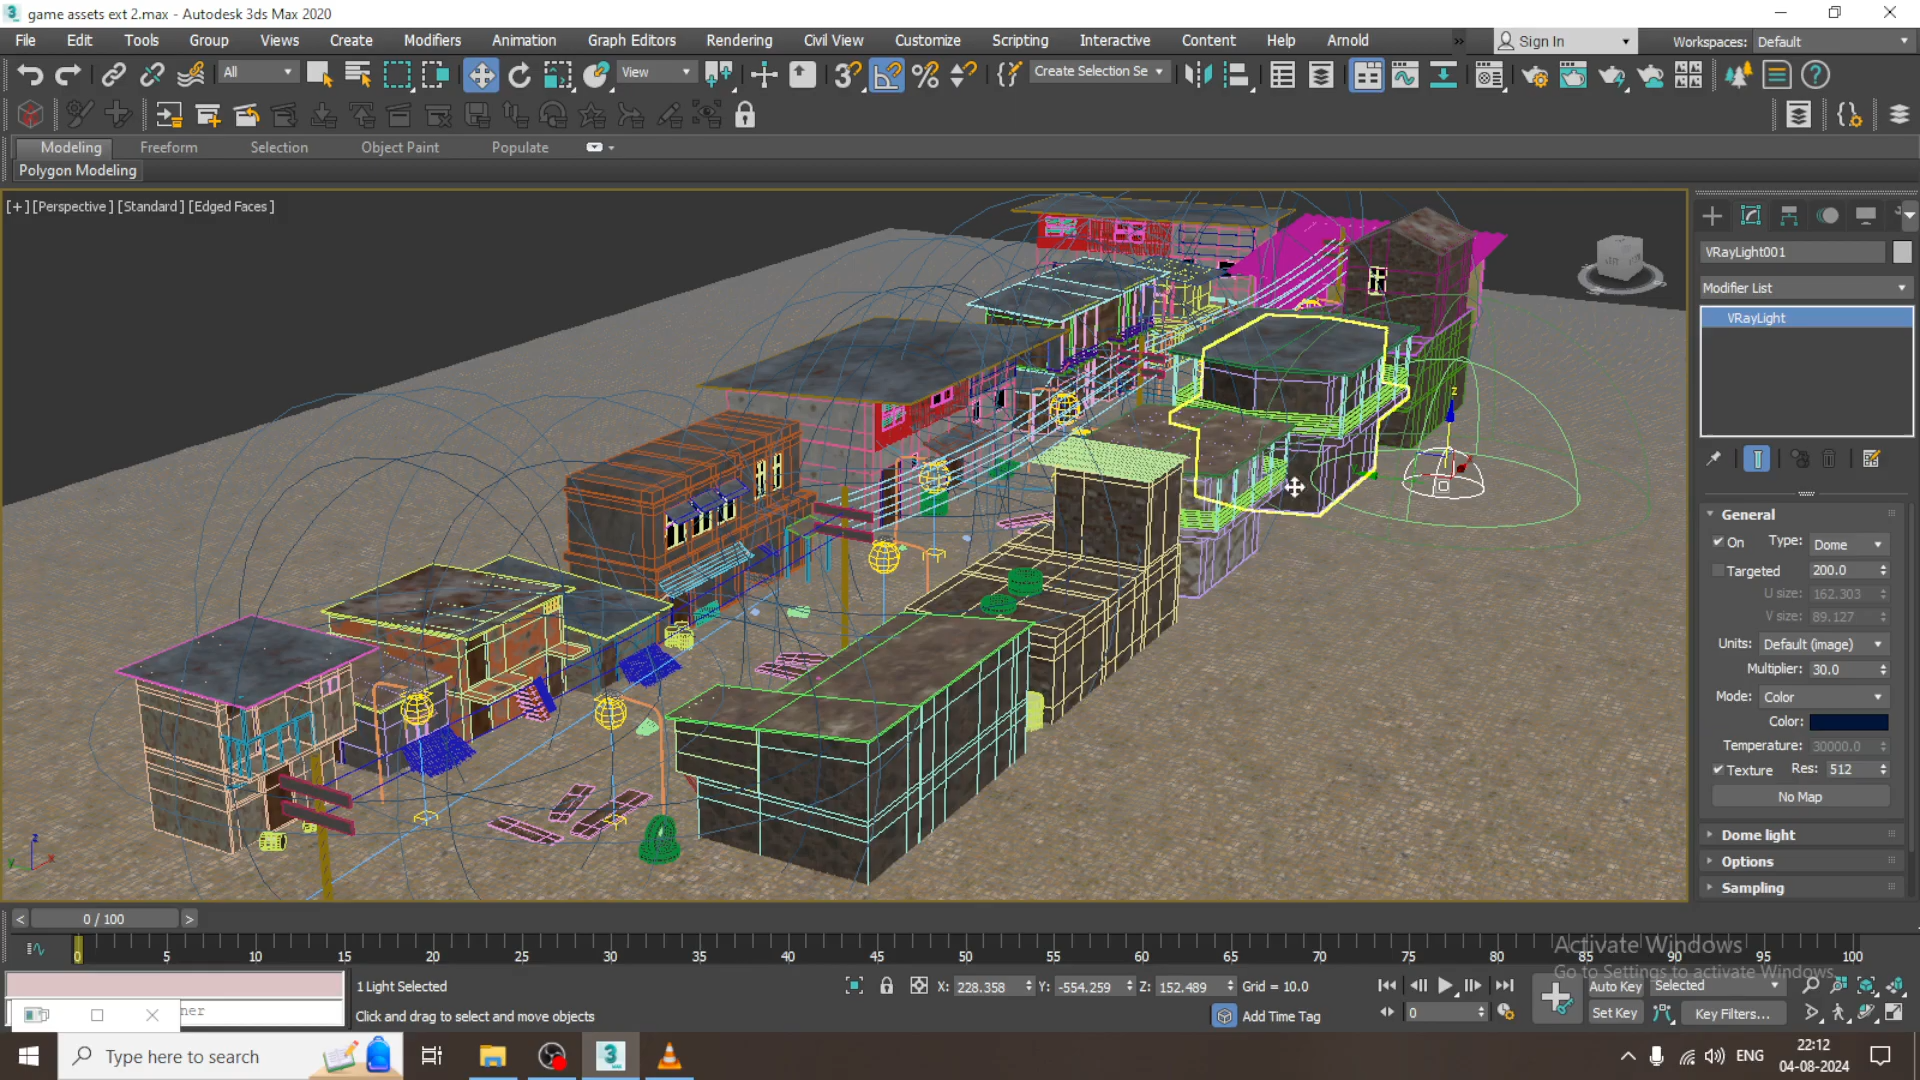 game assets ext 2.max - Autodesk 3ds Max 2020
File Edit Tools Group Views Create Modifiers Animation Graph Editors Rendering Civil View Customize Scripting Interactive Content Help Arnold » Sign In Workspaces: Default
All View Create Selection Se
Modeling Freeform Selection Object Paint Populate
Polygon Modeling
[+] [Perspective] [Standard] [Edged Faces]
VRayLight001
Modifier List
VRayLight
General
On Type: Dome
Targeted 200.0
U size: 162.303
V size: 89.127
Units: Default (image)
Multiplier: 30.0
Mode: Color
Color:
Temperature: 30000.0
Texture Res: 512
No Map
Dome light
Options
Sampling
z
z
y x
< 0 / 100 >
0 5 10 15 20 25 30 35 40 45 50 55 60 65 70 75 80 85 90 95 100
Activate Windows
Go to Settings to activate Windows.
1 Light Selected
X: 228.358 Y: -554.259 Z: 152.489 Grid = 10.0
Auto Key Selected
ner
Click and drag to select and move objects
Add Time Tag
0
Set Key Key Filters...
Type here to search
ENG
22:12
04-08-2024